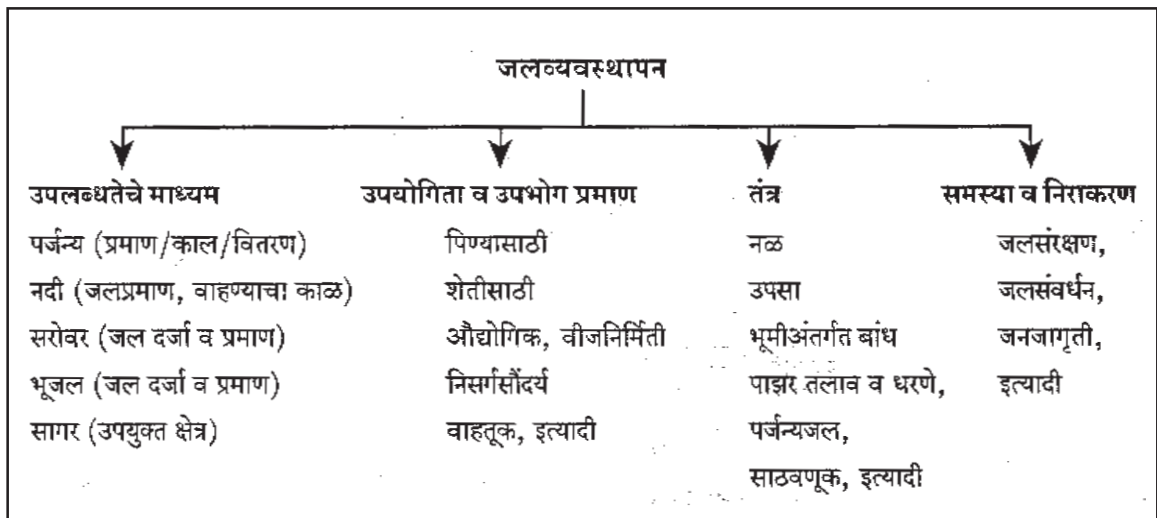 जलव्यवस्थापन
उपलब्धतेचे माध्यम
पर्जन्य (प्रमाण/काल/वितरण)
नदी (जलप्रमाण, वाहण्याचा काळ)
सरोवर (जल दर्जा व प्रमाण)
भूजल (जल दर्जा व प्रमाण)
सागर (उपयुक्त क्षेत्र)
उपयोगिता व उपभोग प्रमाण
पिण्यासाठी
शेतीसाठी
औद्योगिक, वीजनिर्मिती
निसर्गसौंदर्य
वाहतूक, इत्यादी
तंत्र
नळ
उपसा
भूमीअंतर्गत बांध
पाझर तलाव व धरणे,
पर्जन्यजल,
साठवणूक, इत्यादी
समस्या व निराकरण
जलसंरक्षण,
जलसंवर्धन,
जनजागृती,
इत्यादी